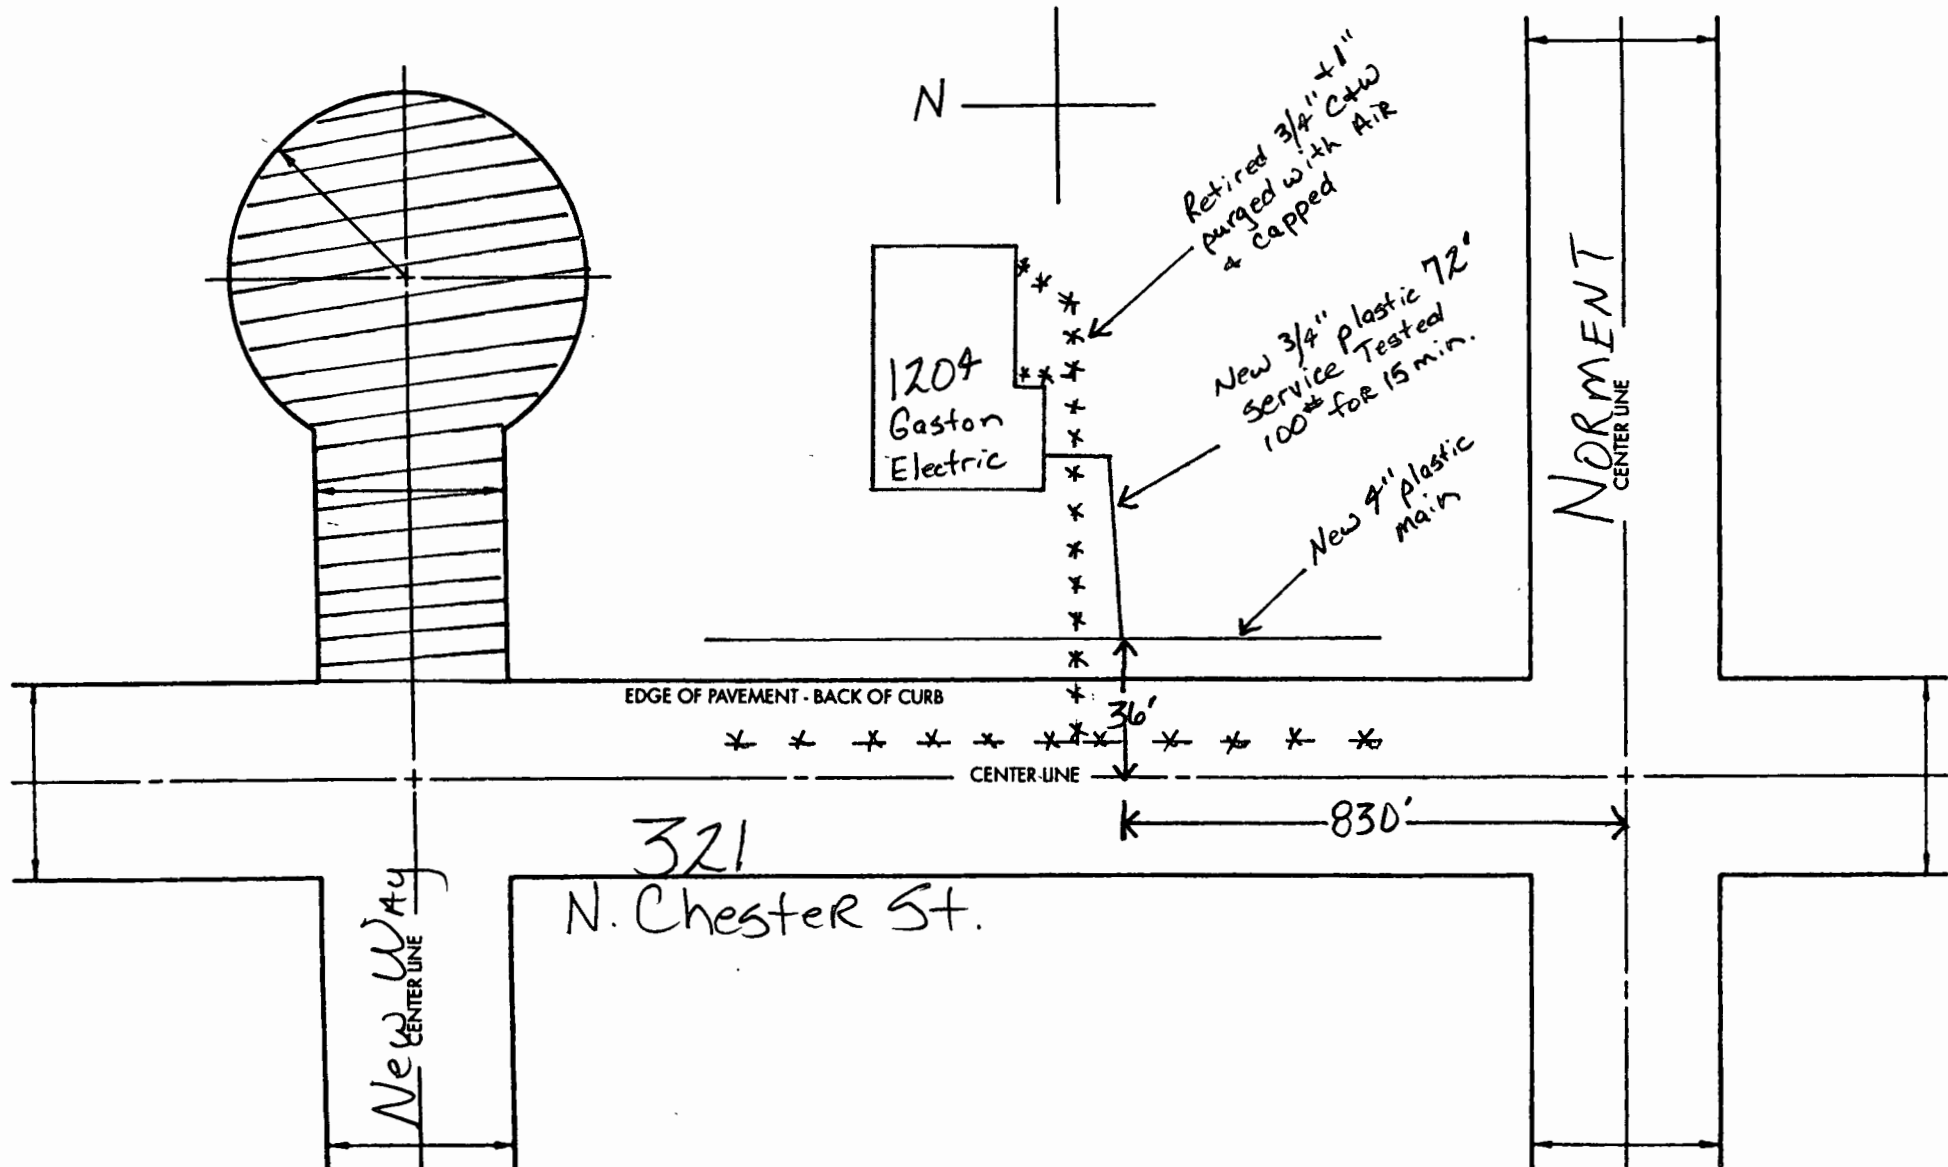 N
Retired 3/4" + 1"
purged with C+W Air
& capped
New 3/4" plastic 72'
service Tested
100# for 15 min.
New 4" plastic
main
1204
Gaston
Electric
NORMENT
CENTER LINE
EDGE OF PAVEMENT - BACK OF CURB
36'
CENTER LINE
830'
321
N. Chester St.
New Way
CENTER LINE